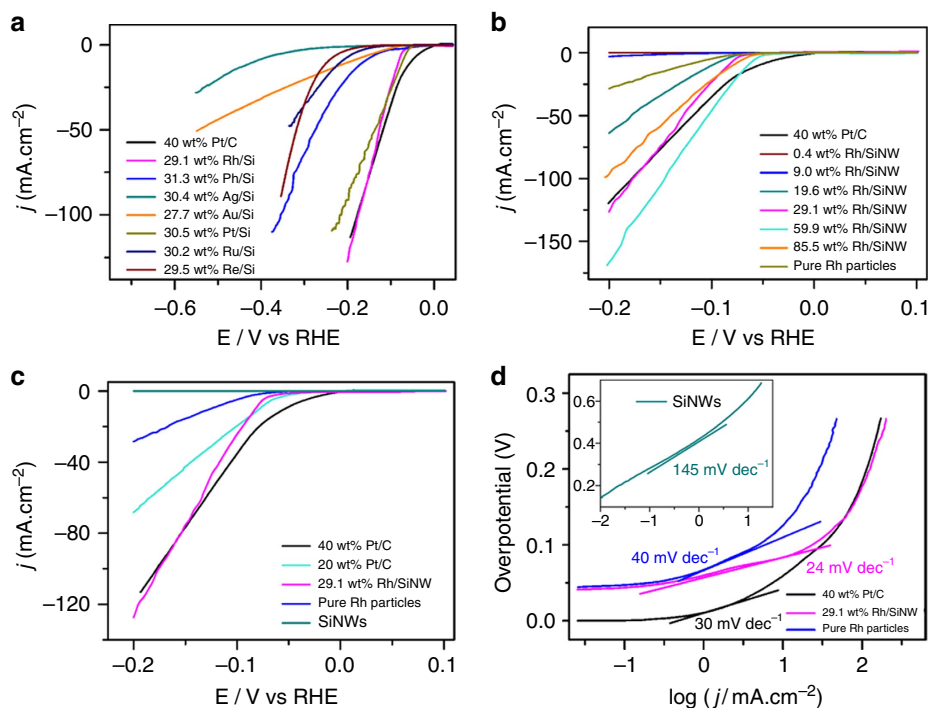 a
0
−50
−100
j (mA.cm−2)
40 wt% Pt/C
29.1 wt% Rh/Si
31.3 wt% Ph/Si
30.4 wt% Ag/Si
27.7 wt% Au/Si
30.5 wt% Pt/Si
30.2 wt% Ru/Si
29.5 wt% Re/Si
−0.6 −0.4 −0.2 0.0
E / V vs RHE
b
0
−50
−100
−150
j (mA.cm−2)
40 wt% Pt/C
0.4 wt% Rh/SiNW
9.0 wt% Rh/SiNW
19.6 wt% Rh/SiNW
29.1 wt% Rh/SiNW
59.9 wt% Rh/SiNW
85.5 wt% Rh/SiNW
Pure Rh particles
−0.2 −0.1 0.0 0.1
E / V vs RHE
c
0
−40
−80
−120
j (mA.cm−2)
40 wt% Pt/C
20 wt% Pt/C
29.1 wt% Rh/SiNW
Pure Rh particles
SiNWs
−0.2 −0.1 0.0 0.1
E / V vs RHE
d
0.3
0.2
0.1
0.0
Overpotential (V)
0.6
0.4
0.2
SiNWs
145 mV dec−1
−2 −1 0 1
40 mV dec−1
24 mV dec−1
30 mV dec−1
40 wt% Pt/C
29.1 wt% Rh/SiNW
Pure Rh particles
−1 0 1 2
log (j/mA.cm−2)